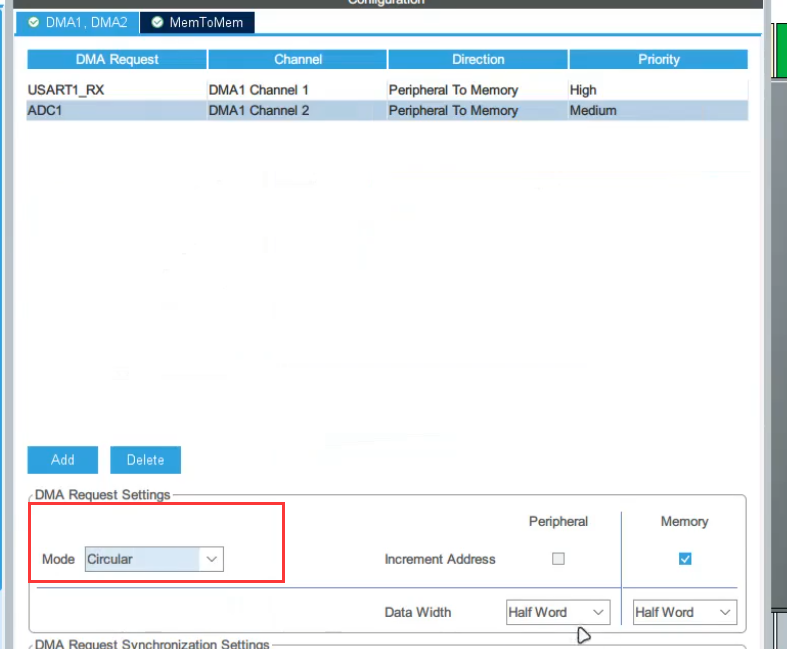 Configuration
DMA1, DMA2 MemToMem
DMA Request Channel Direction Priority
USART1_RX DMA1 Channel 1 Peripheral To Memory High
ADC1 DMA1 Channel 2 Peripheral To Memory Medium
Add Delete
DMA Request Settings
Peripheral Memory
Mode Circular Increment Address
Data Width Half Word Half Word
DMA Request Synchronization Settings